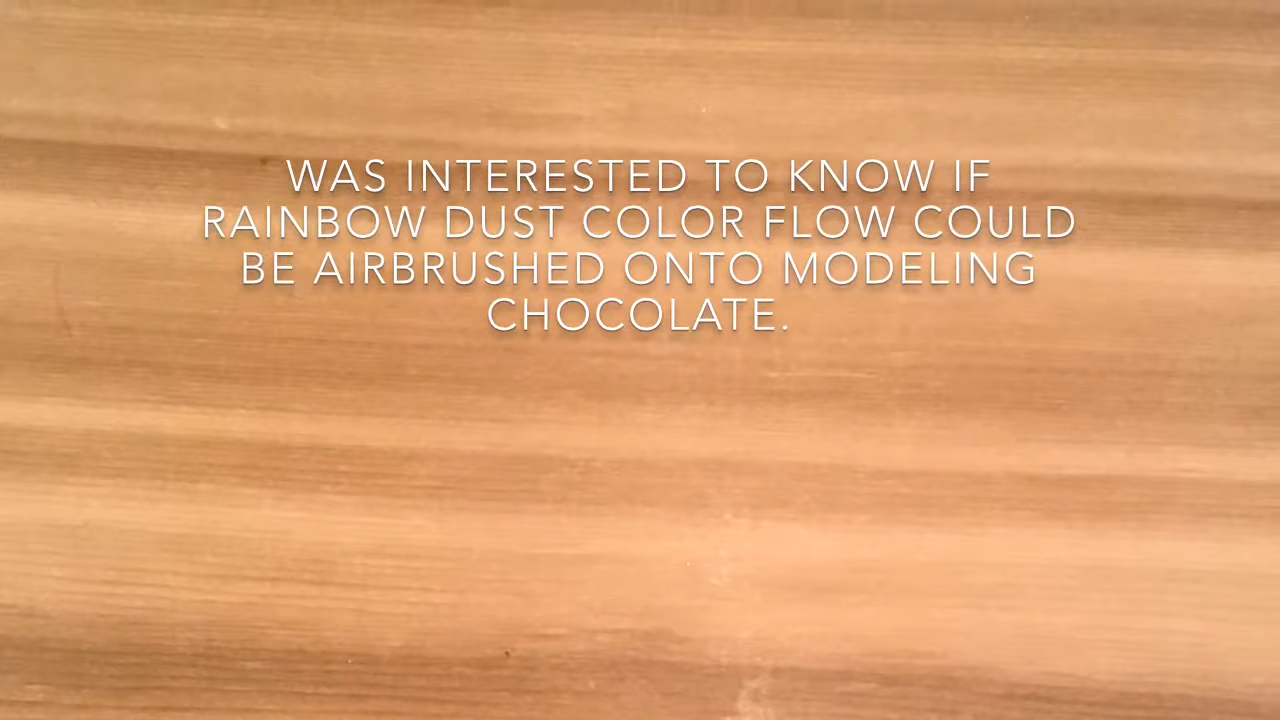 WAS INTERESTED TO KNOW IF
RAINBOW DUST COLOR FLOW COULD
BE AIRBRUSHED ONTO MODELING
CHOCOLATE.